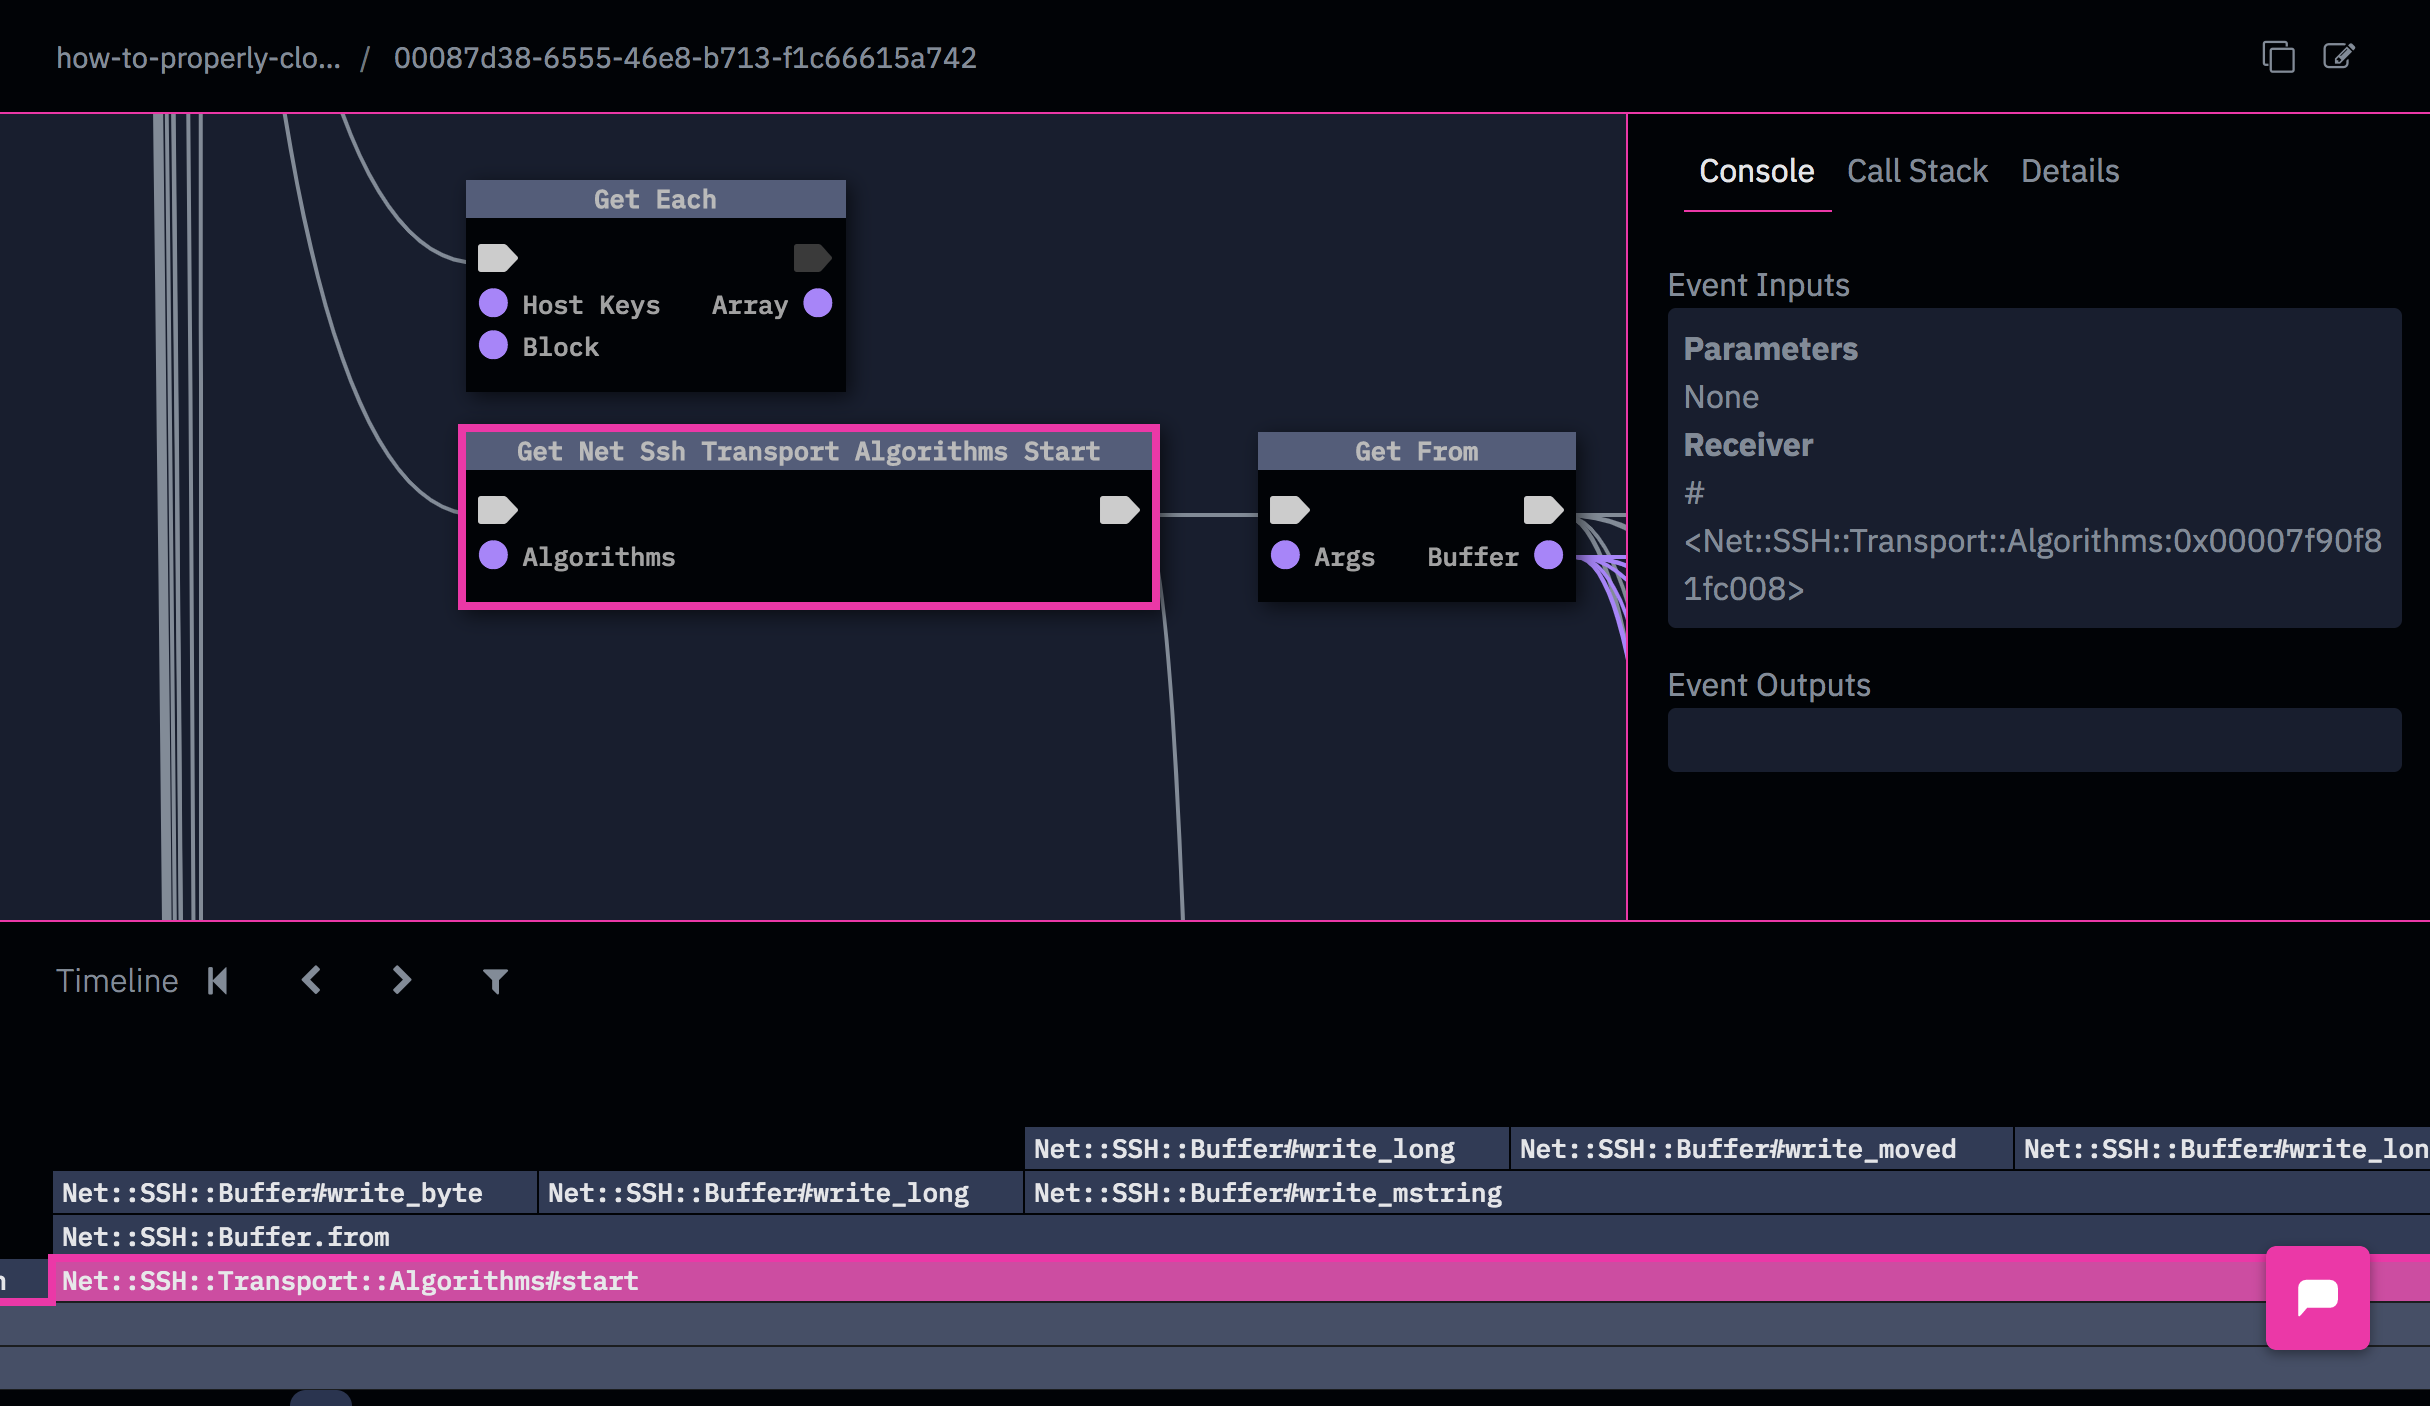 how-to-properly-clo... / 00087d38-6555-46e8-b713-f1c66615a742
Get Each
Host Keys Array
Block
Get Net Ssh Transport Algorithms Start
Algorithms
Get From
Args Buffer
Console Call Stack Details
Event Inputs
Parameters
None
Receiver
#
<Net::SSH::Transport::Algorithms:0x00007f90f8
1fc008>
Event Outputs
Timeline
Net::SSH::Buffer#write_long Net::SSH::Buffer#write_moved Net::SSH::Buffer#write_lon
Net::SSH::Buffer#write_byte Net::SSH::Buffer#write_long Net::SSH::Buffer#write_mstring
Net::SSH::Buffer.from
Net::SSH::Transport::Algorithms#start